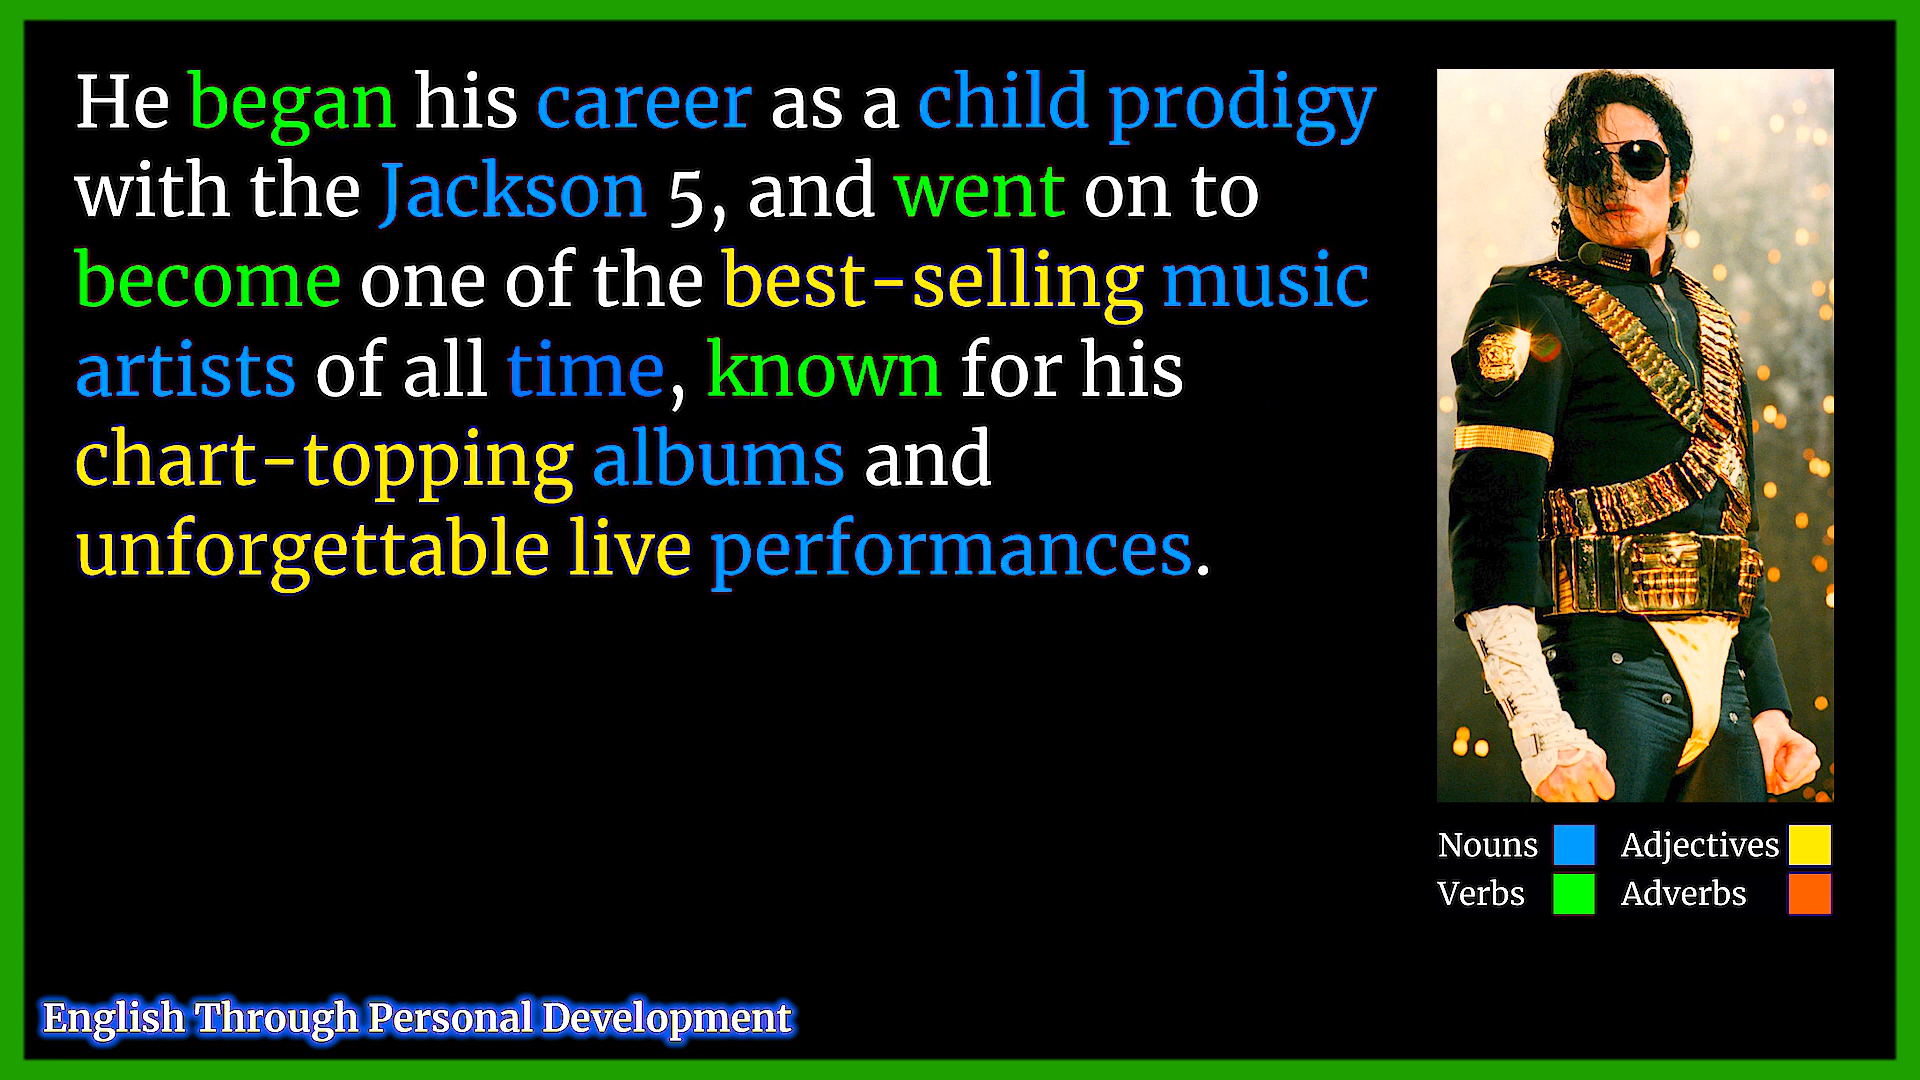 He began his career as a child prodigy
with the Jackson 5, and went on to
become one of the best-selling music
artists of all time, known for his
chart-topping albums and
unforgettable live performances.
Nouns Adjectives
Verbs Adverbs
English Through Personal Development